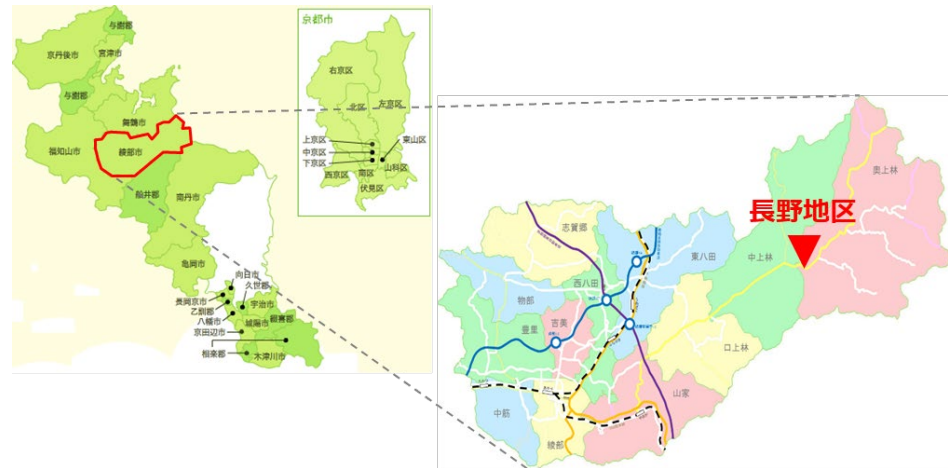 与謝郡
京丹後市
宮津市
与謝郡
舞鶴市
福知山市
綾部市
船井郡
南丹市
亀岡市
向日市
久世郡
長岡京市
宇治市
乙訓郡
八幡市
城陽市
綴喜郡
京田辺市
相楽郡
木津川市
京都市
右京区
北区
左京区
上京区
中京区
下京区
東山区
山科区
西京区
南区
伏見区
長野地区
奥上林
中上林
志賀郷
東八田
西八田
物部
豊里
吉美
口上林
山家
中筋
綾部